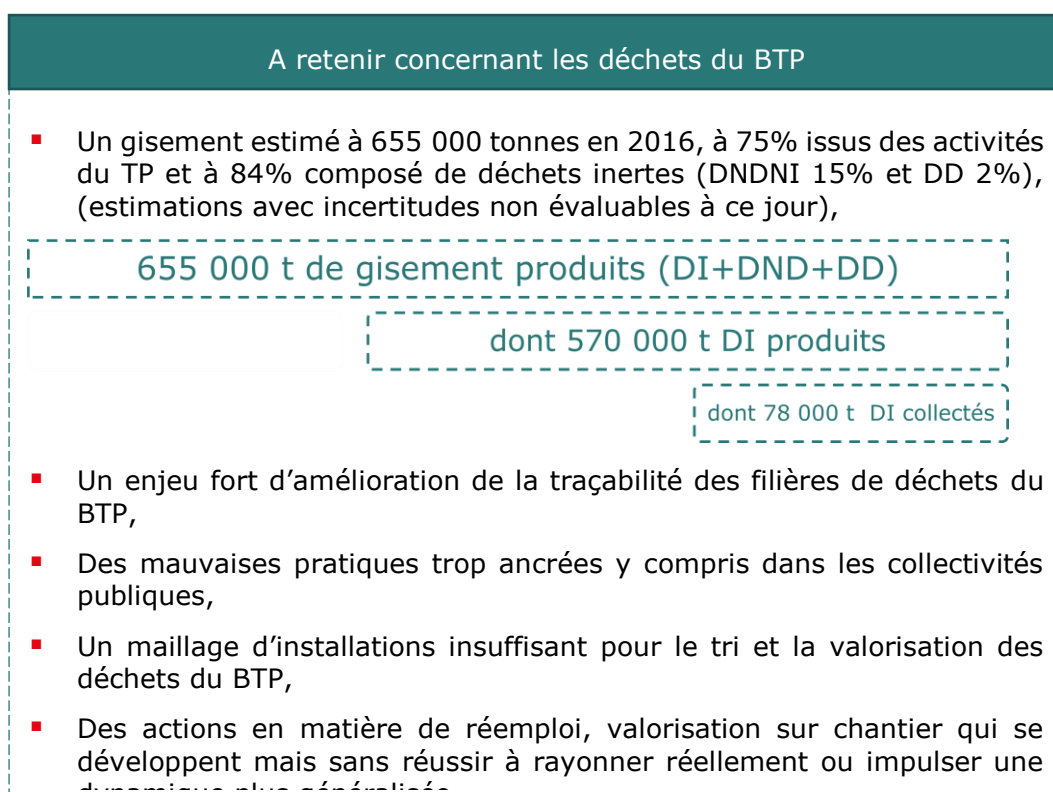 A retenir concernant les déchets du BTP
▪ Un gisement estimé à 655 000 tonnes en 2016, à 75% issus des activités
du TP et à 84% composé de déchets inertes (DNDNI 15% et DD 2%),
(estimations avec incertitudes non évaluables à ce jour),
655 000 t de gisement produits (DI+DND+DD)
dont 570 000 t DI produits
dont 78 000 t DI collectés
▪ Un enjeu fort d’amélioration de la traçabilité des filières de déchets du
BTP,
▪ Des mauvaises pratiques trop ancrées y compris dans les collectivités
publiques,
▪ Un maillage d’installations insuffisant pour le tri et la valorisation des
déchets du BTP,
▪ Des actions en matière de réemploi, valorisation sur chantier qui se
développent mais sans réussir à rayonner réellement ou impulser une
dynamique plus généralisée